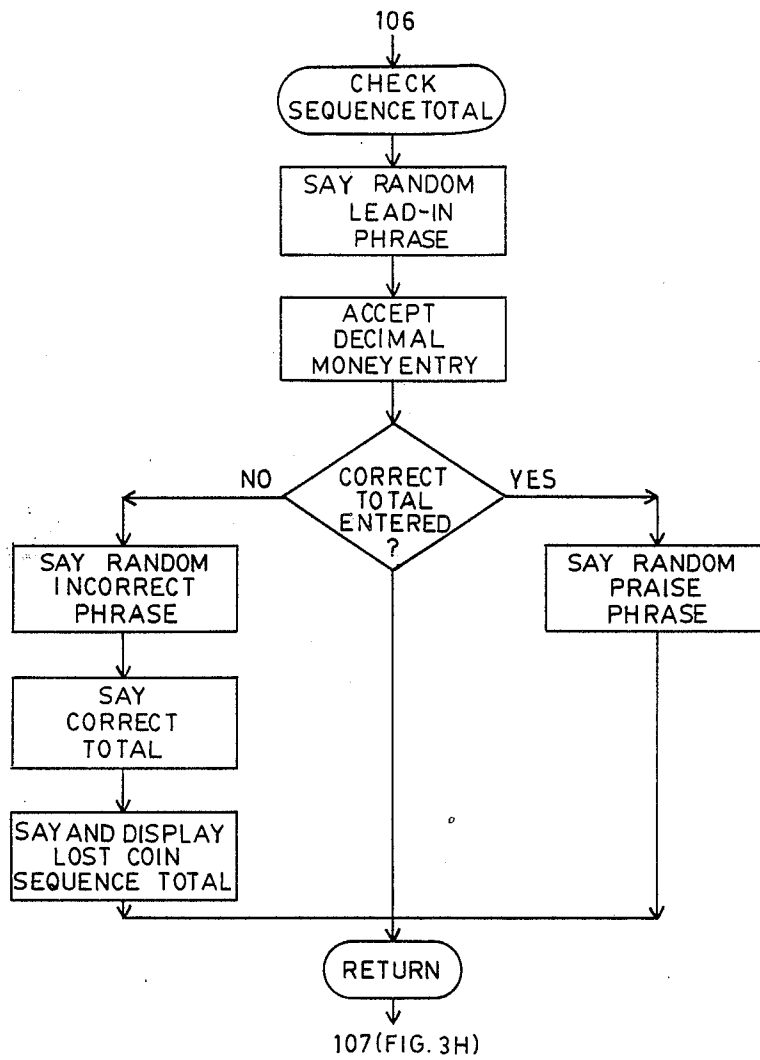 106
CHECK
SEQUENCE TOTAL
SAY RANDOM
LEAD-IN
PHRASE
ACCEPT
DECIMAL
MONEY ENTRY
NO
CORRECT
TOTAL
ENTERED
?
YES
SAY RANDOM
INCORRECT
PHRASE
SAY
CORRECT
TOTAL
SAY AND DISPLAY
LOST COIN
SEQUENCE TOTAL
SAY RANDOM
PRAISE
PHRASE
RETURN
107 (FIG. 3H)